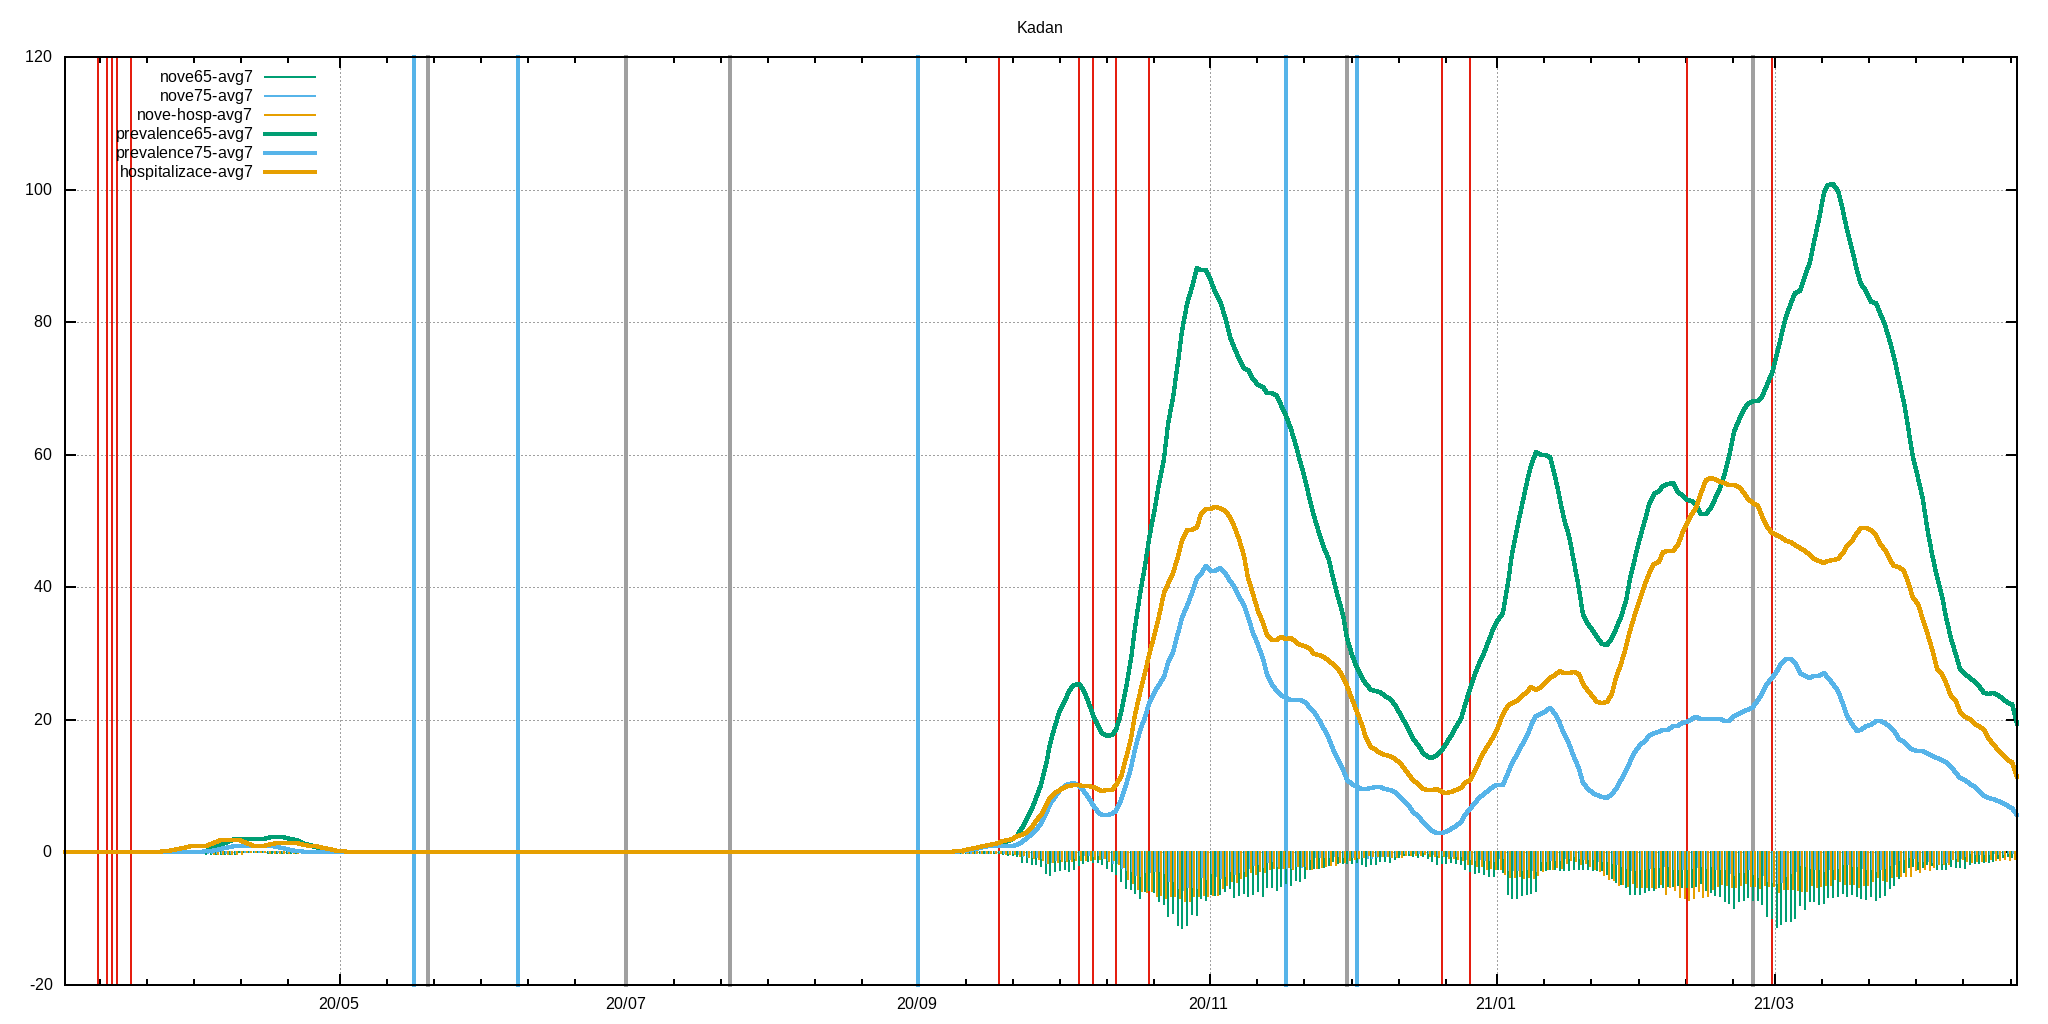 Kadan
120
100
80
60
40
20
0
-20
nove65-avg7
nove75-avg7
nove-hosp-avg7
prevalence65-avg7
prevalence75-avg7
hospitalizace-avg7
20/05
20/07
20/09
20/11
21/01
21/03